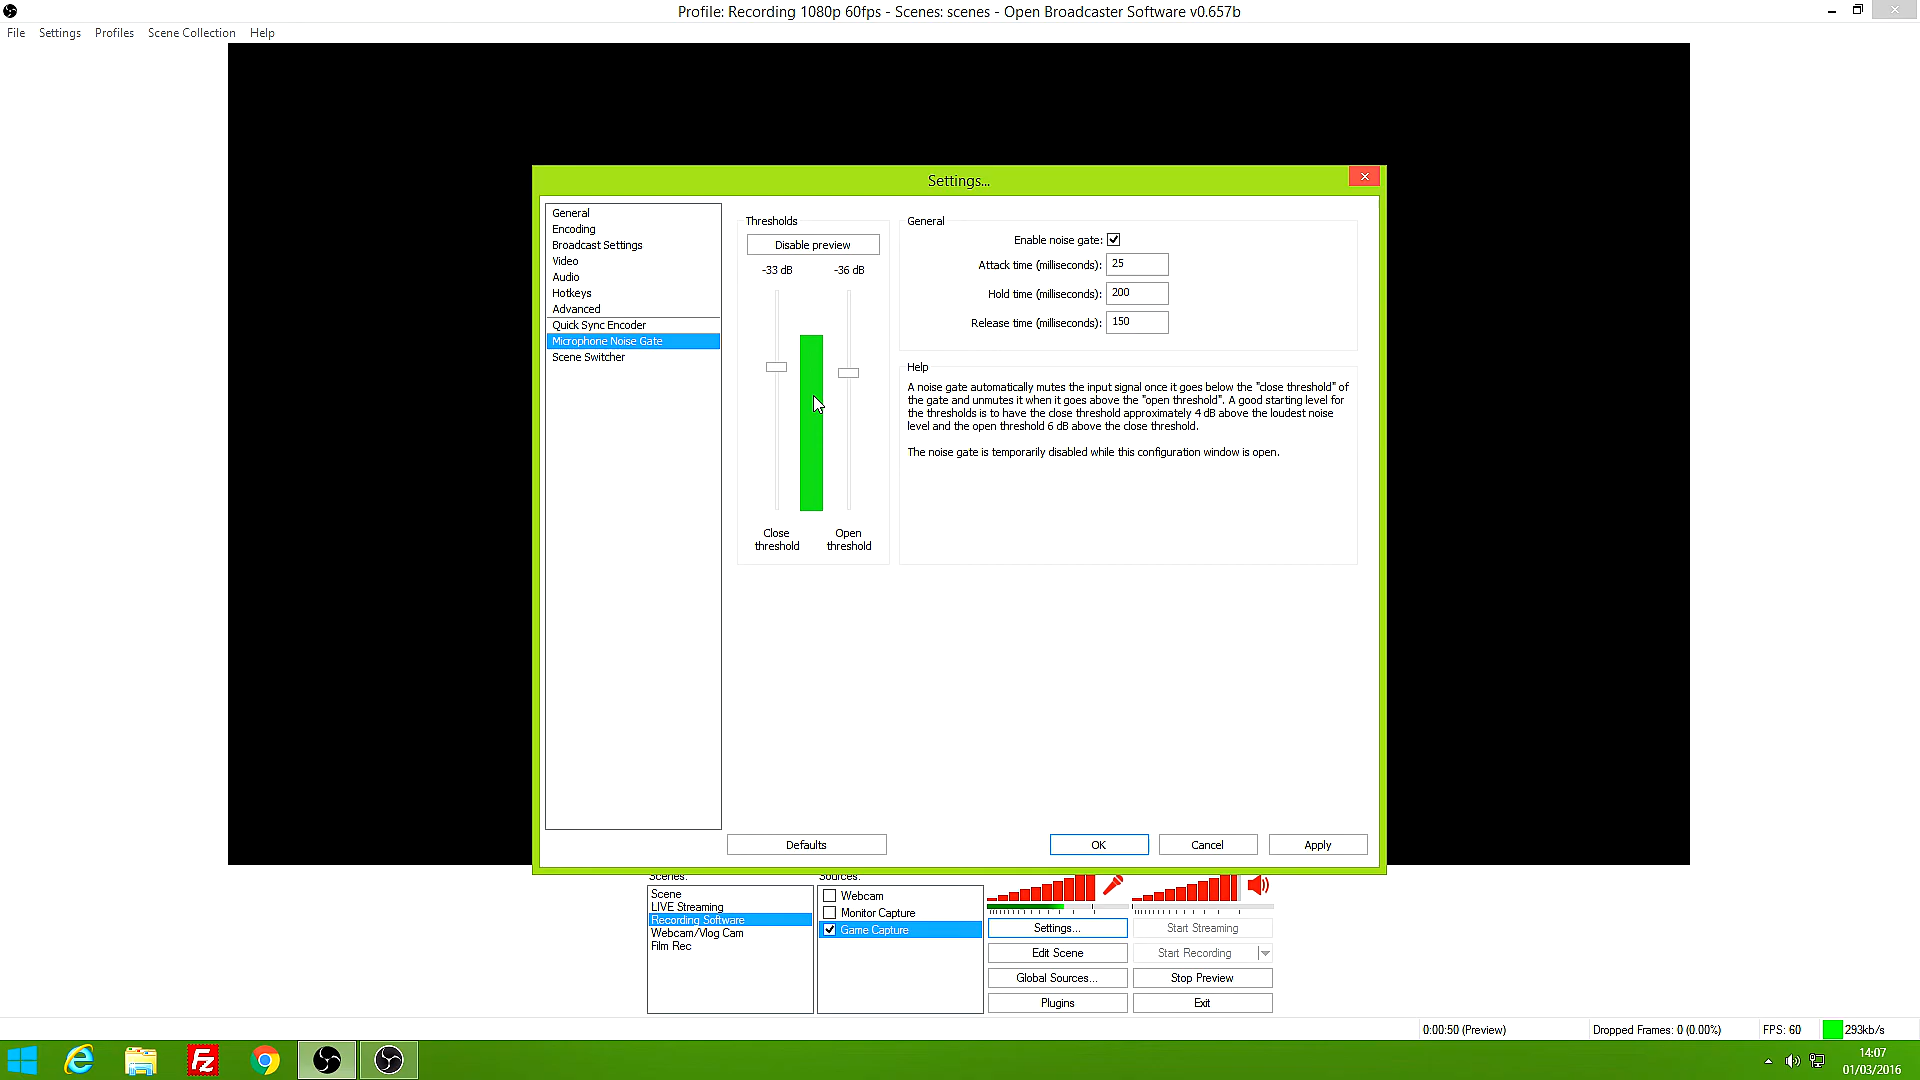 Profile: Recording 1080p 60fps - Scenes: scenes - Open Broadcaster Software v0.657b
File Settings Profiles Scene Collection Help
Settings...
General
Encoding
Broadcast Settings
Video
Audio
Hotkeys
Advanced
Quick Sync Encoder
Microphone Noise Gate
Scene Switcher
Thresholds
Disable preview
-33 dB -36 dB
Close threshold
Open threshold
General
Enable noise gate:
Attack time (milliseconds): 25
Hold time (milliseconds): 200
Release time (milliseconds): 150
Help
A noise gate automatically mutes the input signal once it goes below the "close threshold" of
the gate and unmutes it when it goes above the "open threshold". A good starting level for
the thresholds is to have the close threshold approximately 4 dB above the loudest noise
level and the open threshold 6 dB above the close threshold.
The noise gate is temporarily disabled while this configuration window is open.
Defaults OK Cancel Apply
Scenes:
Scene
LIVE Streaming
Recording Software
Webcam/Vlog Cam
Film Rec
Sources:
Webcam
Monitor Capture
Game Capture
Settings... Start Streaming
Edit Scene Start Recording
Global Sources... Stop Preview
Plugins Exit
0:00:50 (Preview) Dropped Frames: 0 (0.00%) FPS: 60 293kb/s
Fz
14:07
01/03/2016